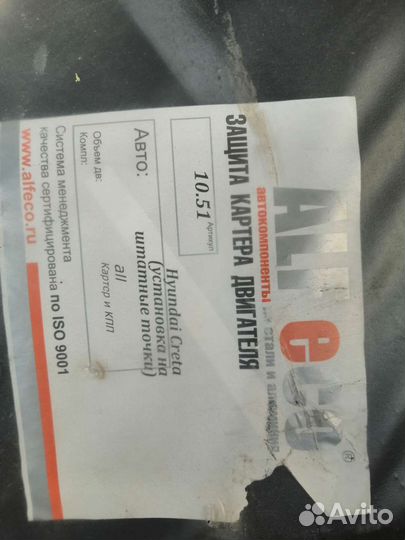 ALFeco®
автокомпоненты из стали и алюминия
ЗАЩИТА КАРТЕРА ДВИГАТЕЛЯ
Артикул
10.51
Авто:
Hyundai Creta
(установка на
штатные точки)
Объем дв:
all
Компл:
Картер и КПП
Система менеджмента
качества сертифицирована по ISO 9001
www.alfeco.ru
Avito